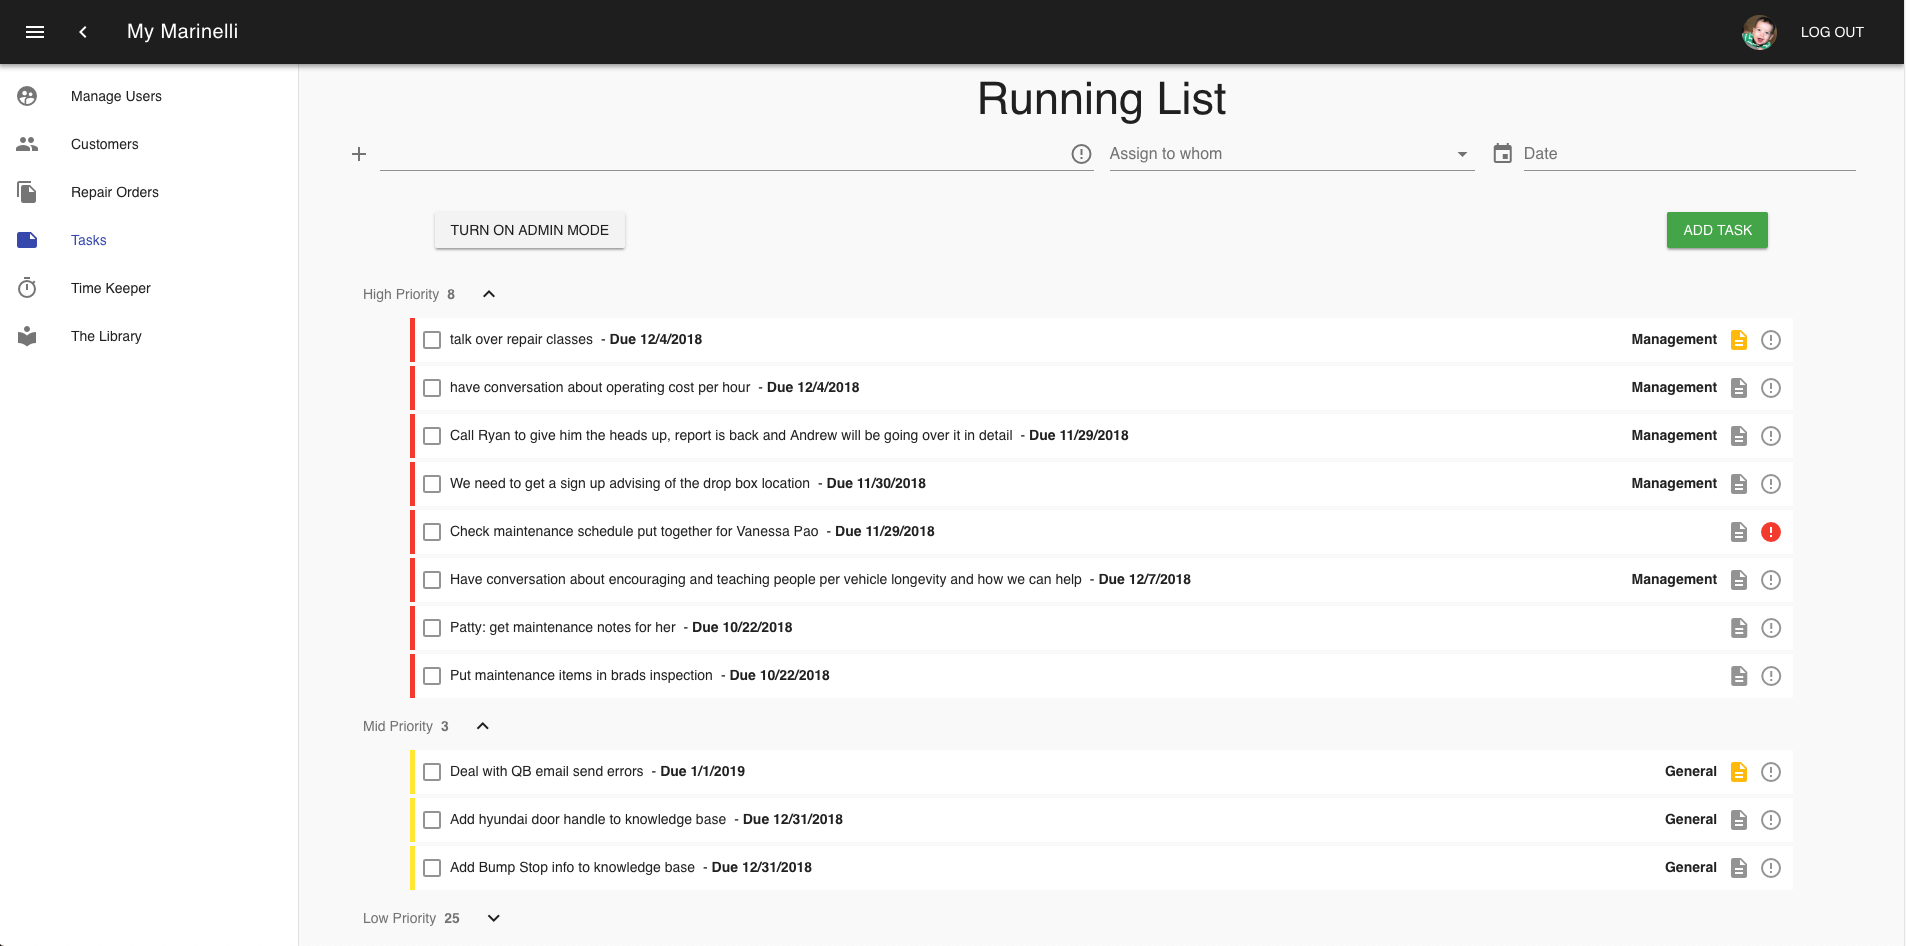 My Marinelli
LOG OUT
Manage Users
Customers
Repair Orders
Tasks
Time Keeper
The Library
Running List
Assign to whom
Date
TURN ON ADMIN MODE
ADD TASK
High Priority 8
talk over repair classes - Due 12/4/2018 Management
have conversation about operating cost per hour - Due 12/4/2018 Management
Call Ryan to give him the heads up, report is back and Andrew will be going over it in detail - Due 11/29/2018 Management
We need to get a sign up advising of the drop box location - Due 11/30/2018 Management
Check maintenance schedule put together for Vanessa Pao - Due 11/29/2018
Have conversation about encouraging and teaching people per vehicle longevity and how we can help - Due 12/7/2018 Management
Patty: get maintenance notes for her - Due 10/22/2018
Put maintenance items in brads inspection - Due 10/22/2018
Mid Priority 3
Deal with QB email send errors - Due 1/1/2019 General
Add hyundai door handle to knowledge base - Due 12/31/2018 General
Add Bump Stop info to knowledge base - Due 12/31/2018 General
Low Priority 25